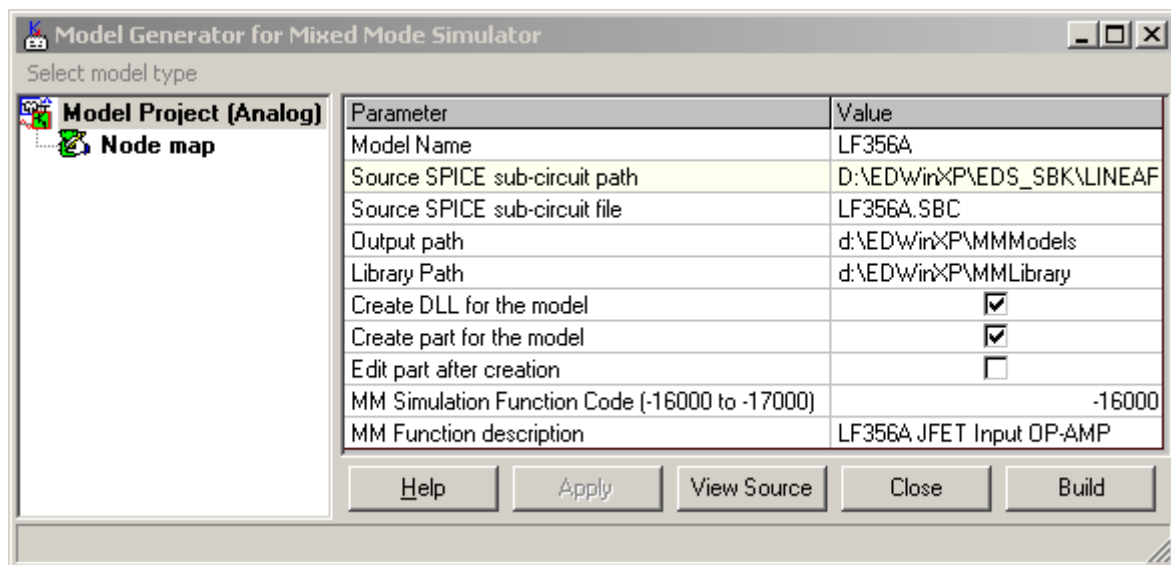 Model Generator for Mixed Mode Simulator
Select model type
Model Project (Analog)
Node map
Parameter Value
Model Name LF356A
Source SPICE sub-circuit path D:\EDWinXP\EDS_SBK\LINEAF
Source SPICE sub-circuit file LF356A.SBC
Output path d:\EDWinXP\MMModels
Library Path d:\EDWinXP\MMLibrary
Create DLL for the model
Create part for the model
Edit part after creation
MM Simulation Function Code (-16000 to -17000) -16000
MM Function description LF356A JFET Input OP-AMP
Help Apply View Source Close Build